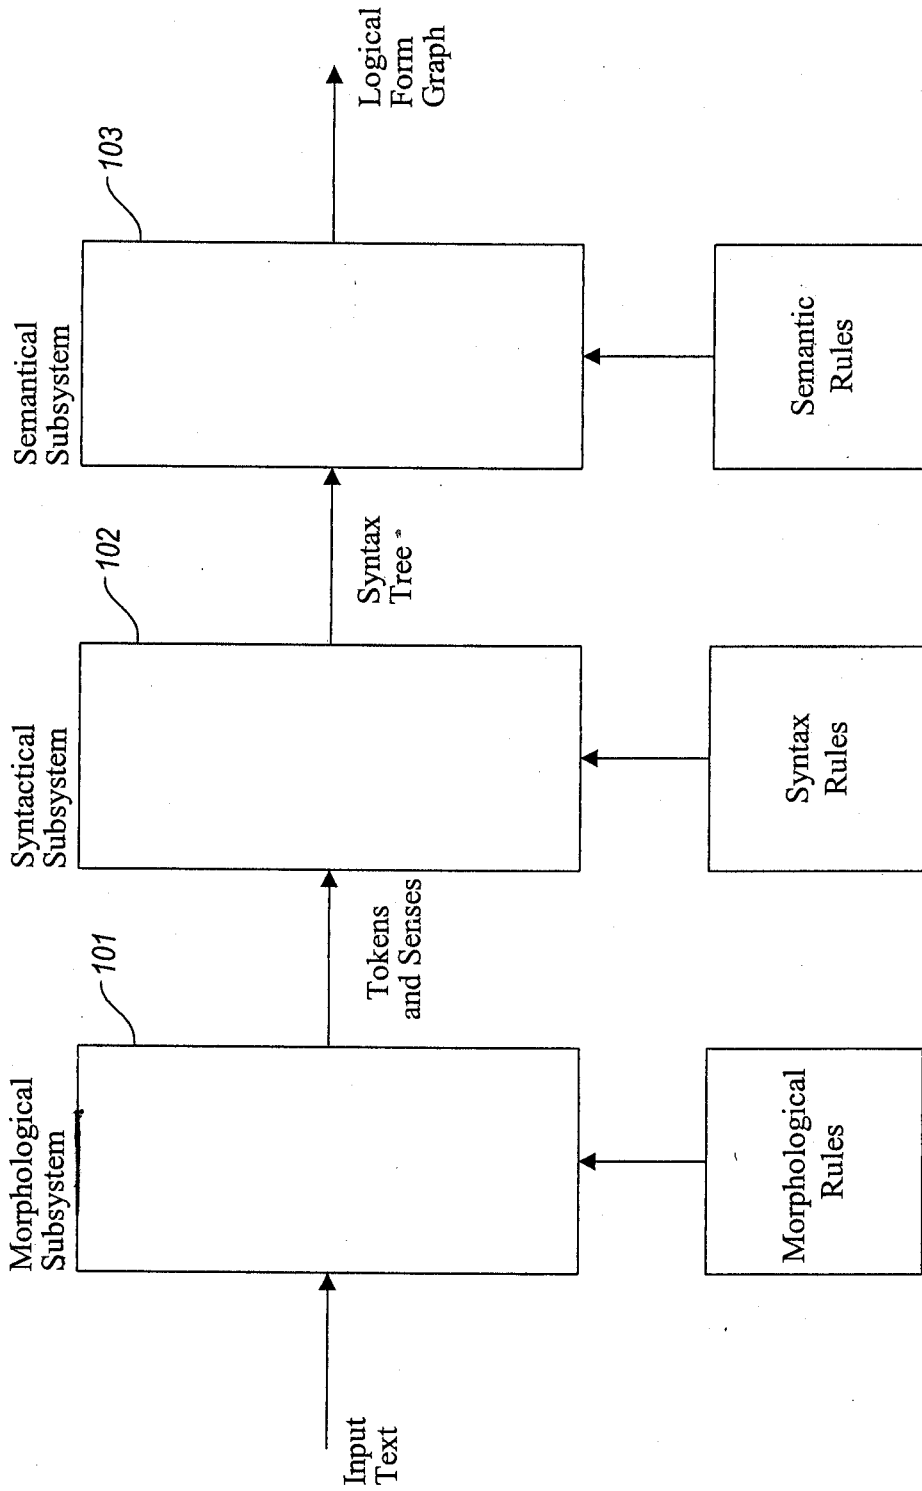 Morphological
Subsystem
Syntactical
Subsystem
Semantical
Subsystem
101
102
103
Input
Text
Tokens
and Senses
Syntax
Tree
Logical
Form
Graph
Morphological
Rules
Syntax
Rules
Semantic
Rules